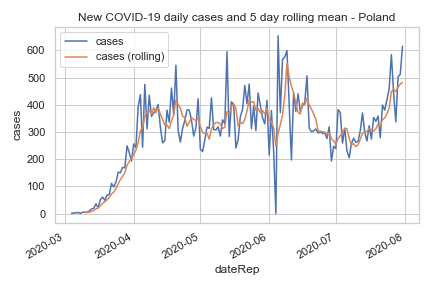 New COVID-19 daily cases and 5 day rolling mean - Poland
cases
cases (rolling)
600
500
400
300
200
100
0
cases
2020-03
2020-04
2020-05
2020-06
2020-07
2020-08
dateRep